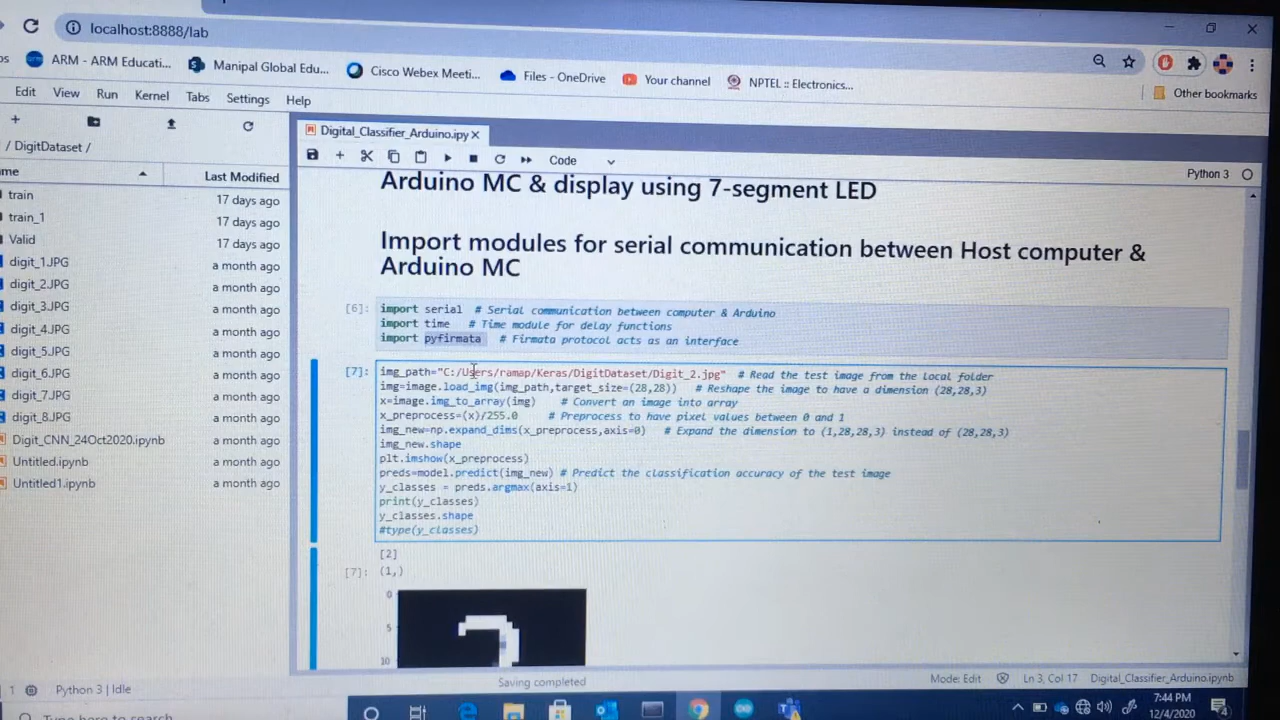 localhost:8888/lab
ARM - ARM Educati...
Manipal Global Edu...
Cisco Webex Meeti...
Files - OneDrive
Your channel
NPTEL :: Electronics...
Other bookmarks
Edit View Run Kernel Tabs Settings Help
/ DigitDataset /
Last Modified
train 17 days ago
train_1 17 days ago
Valid 17 days ago
digit_1.JPG a month ago
digit_2.JPG a month ago
digit_3.JPG a month ago
digit_4.JPG a month ago
digit_5.JPG a month ago
digit_6.JPG a month ago
digit_7.JPG a month ago
digit_8.JPG a month ago
Digit_CNN_24Oct2020.ipynb a month ago
Untitled.ipynb a month ago
Untitled1.ipynb a month ago
Digital_Classifier_Arduino.ipy
Code
Python 3
Arduino MC & display using 7-segment LED
Import modules for serial communication between Host computer &
Arduino MC
[6]: import serial # Serial communication between computer & Arduino
import time # Time module for delay functions
import pyfirmata # Firmata protocol acts as an interface
[7]: img_path="C:/Users/ramap/Keras/DigitDataset/Digit_2.jpg" # Read the test image from the local folder
img=image.load_img(img_path,target_size=(28,28)) # Reshape the image to have a dimension (28,28,3)
x=image.img_to_array(img) # Convert an image into array
x_preprocess=(x)/255.0 # Preprocess to have pixel values between 0 and 1
img_new=np.expand_dims(x_preprocess,axis=0) # Expand the dimension to (1,28,28,3) instead of (28,28,3)
img_new.shape
plt.imshow(x_preprocess)
preds=model.predict(img_new) # Predict the classification accuracy of the test image
y_classes = preds.argmax(axis=1)
print(y_classes)
y_classes.shape
#type(y_classes)
[2]
[7]: (1,)
0
5
10
1 Python 3 | Idle
Saving completed
Mode: Edit
Ln 3, Col 17
Digital_Classifier_Arduino.ipynb
7:44 PM
12/4/2020
4